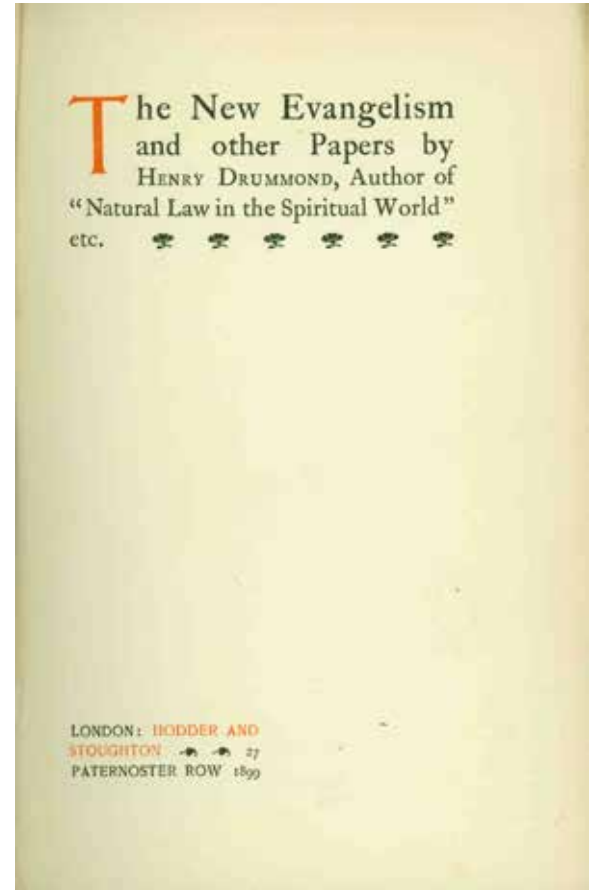 The New Evangelism
and other Papers by
Henry Drummond, Author of
“Natural Law in the Spiritual World”
etc.
LONDON: HODDER AND
STOUGHTON 27
PATERNOSTER ROW 1899